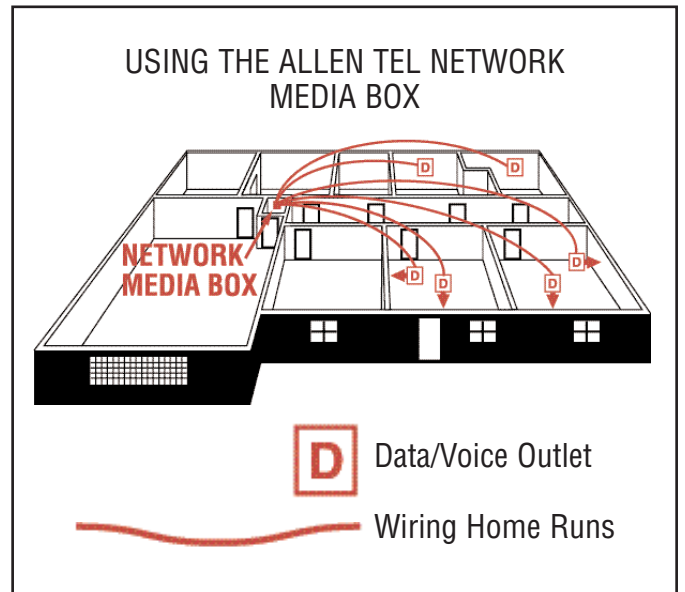 USING THE ALLEN TEL NETWORK
MEDIA BOX
D
D
NETWORK
MEDIA BOX
D
D
D
D
D
Data/Voice Outlet
Wiring Home Runs